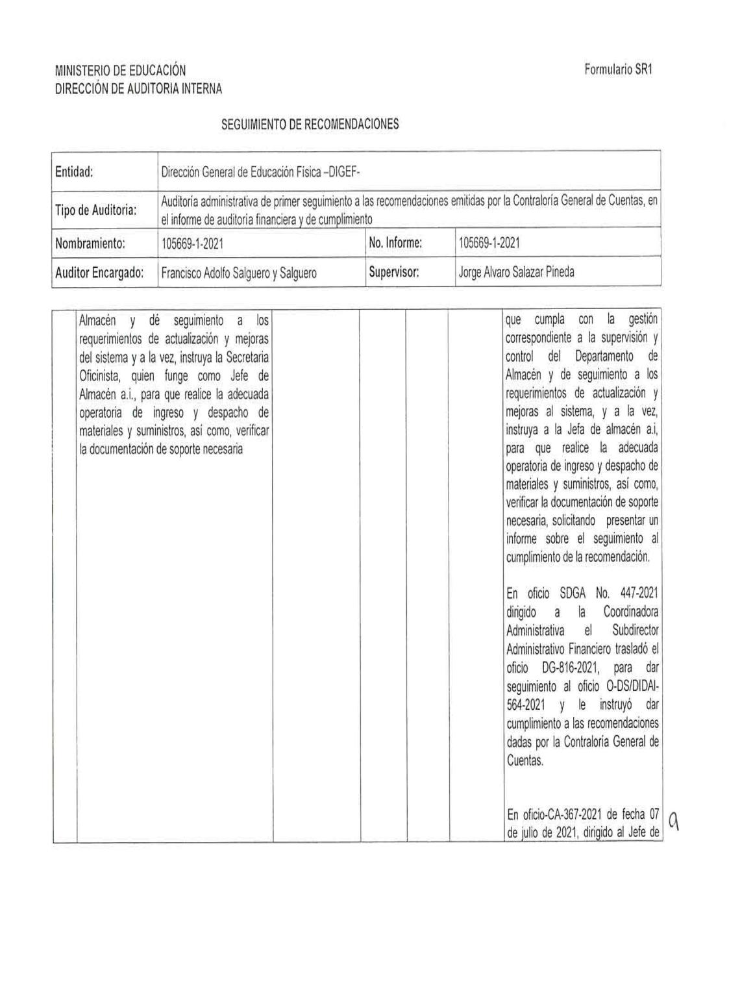 MINISTERIO DE EDUCACIÓN
DIRECCIÓN DE AUDITORIA INTERNA
Formulario SR1
SEGUIMIENTO DE RECOMENDACIONES
Entidad: Dirección General de Educación Física –DIGEF-
Tipo de Auditoria: Auditoría administrativa de primer seguimiento a las recomendaciones emitidas por la Contraloría General de Cuentas, en
el informe de auditoria financiera y de cumplimiento
Nombramiento: 105669-1-2021 No. Informe: 105669-1-2021
Auditor Encargado: Francisco Adolfo Salguero y Salguero Supervisor: Jorge Alvaro Salazar Pineda
Almacén y dé seguimiento a los
requerimientos de actualización y mejoras
del sistema y a la vez, instruya la Secretaria
Oficinista, quien funge como Jefe de
Almacén a.i., para que realice la adecuada
operatoria de ingreso y despacho de
materiales y suministros, así como, verificar
la documentación de soporte necesaria
que cumpla con la gestión
correspondiente a la supervisión y
control del Departamento de
Almacén y de seguimiento a los
requerimientos de actualización y
mejoras al sistema, y a la vez,
instruya a la Jefa de almacén a.i,
para que realice la adecuada
operatoria de ingreso y despacho de
materiales y suministros, así como,
verificar la documentación de soporte
necesaria, solicitando presentar un
informe sobre el seguimiento al
cumplimiento de la recomendación.
En oficio SDGA No. 447-2021
dirigido a la Coordinadora
Administrativa el Subdirector
Administrativo Financiero trasladó el
oficio DG-816-2021, para dar
seguimiento al oficio O-DS/DIDAI-
564-2021 y le instruyó dar
cumplimiento a las recomendaciones
dadas por la Contraloría General de
Cuentas.
En oficio-CA-367-2021 de fecha 07
de julio de 2021, dirigido al Jefe de